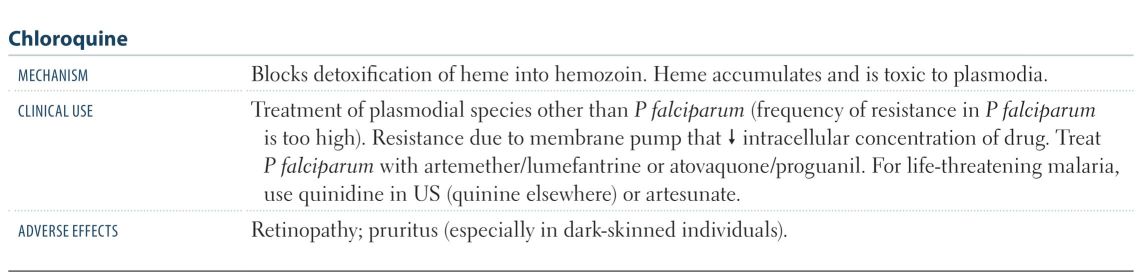 Chloroquine
MECHANISM Blocks detoxification of heme into hemozoin. Heme accumulates and is toxic to plasmodia.
CLINICAL USE Treatment of plasmodial species other than P falciparum (frequency of resistance in P falciparum
is too high). Resistance due to membrane pump that ↓ intracellular concentration of drug. Treat
P falciparum with artemether/lumefantrine or atovaquone/proguanil. For life-threatening malaria,
use quinidine in US (quinine elsewhere) or artesunate.
ADVERSE EFFECTS Retinopathy; pruritus (especially in dark-skinned individuals).